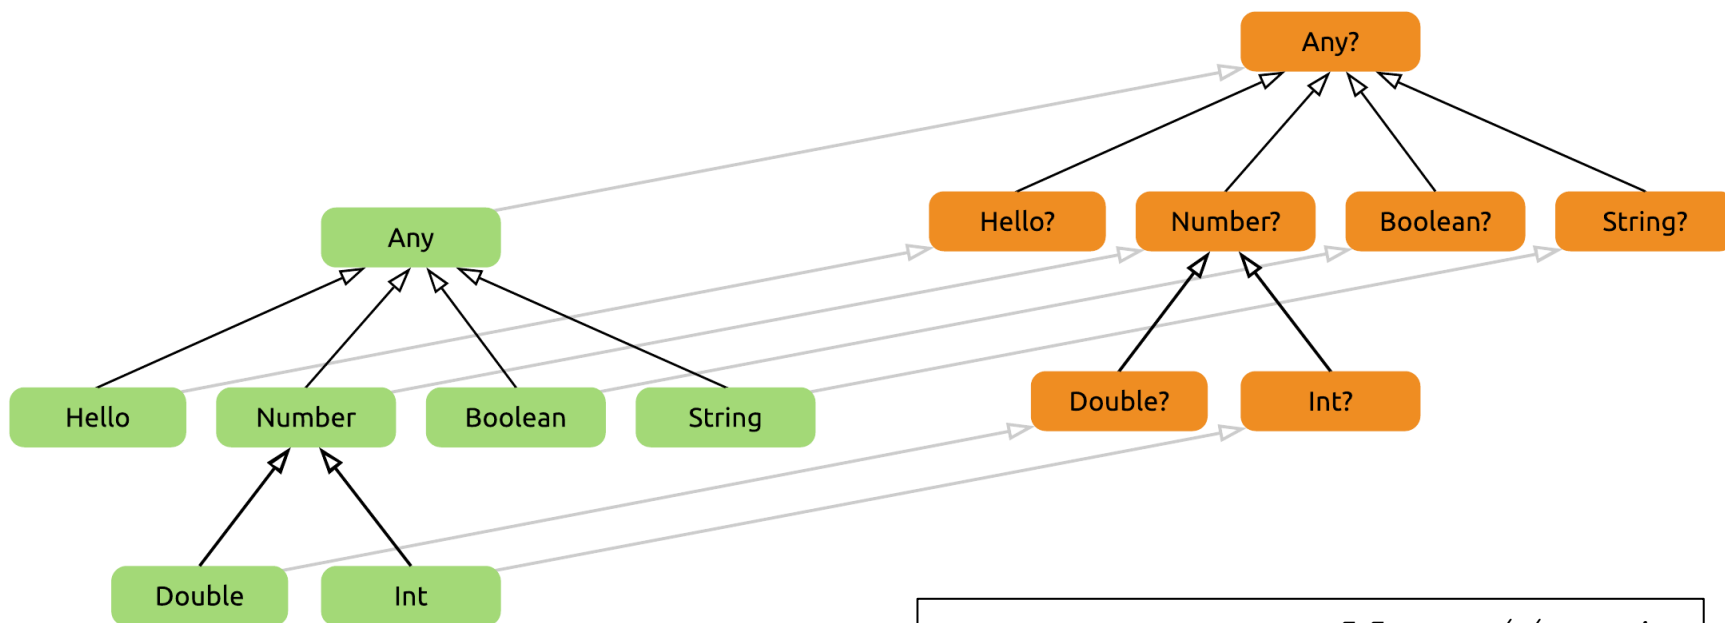 Any?
Hello?
Number?
Boolean?
String?
Any
Double?
Int?
Hello
Number
Boolean
String
Double
Int